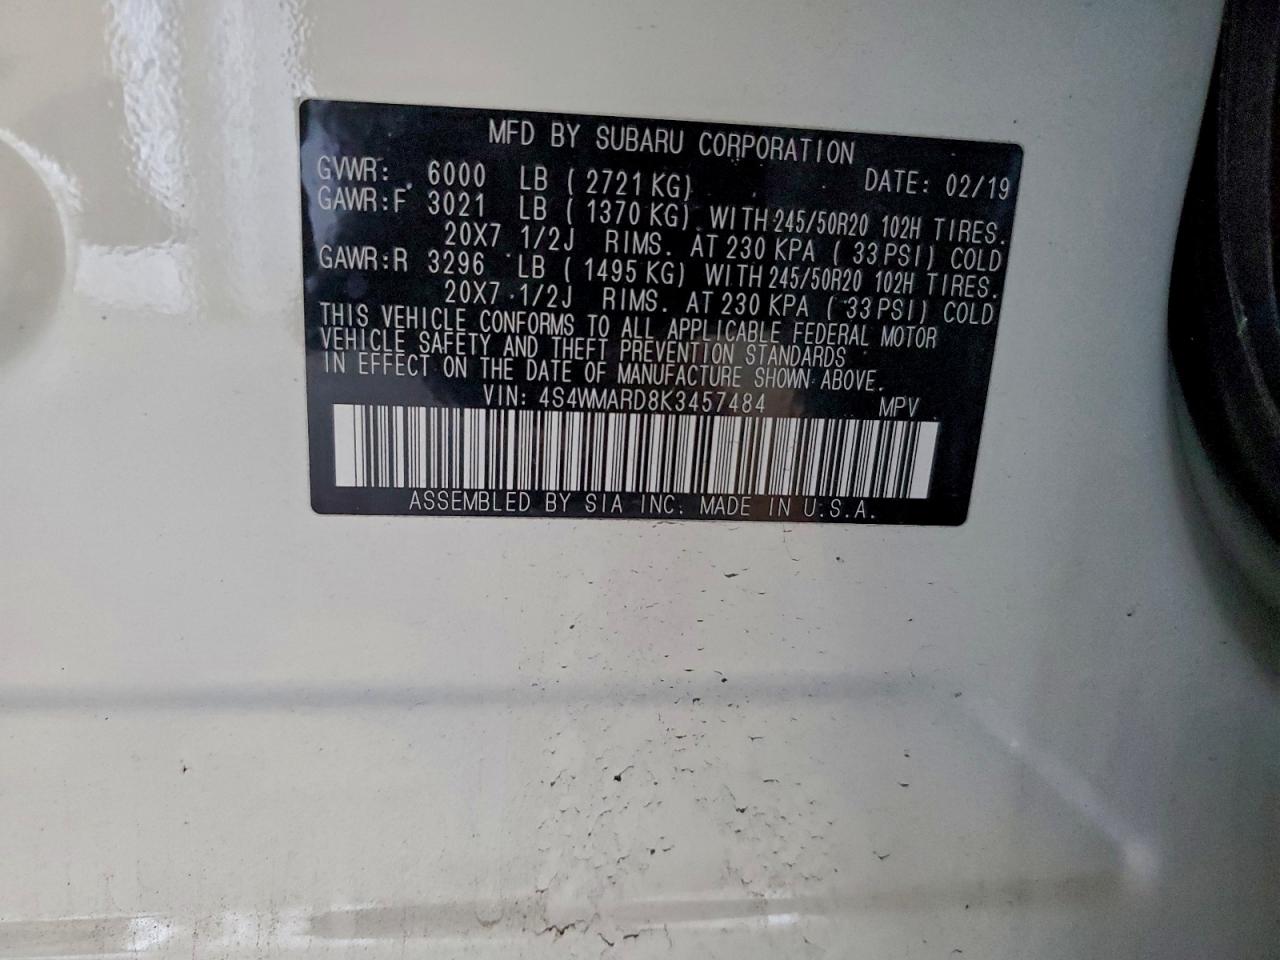 MFD BY SUBARU CORPORATION
GVWR: 6000 LB ( 2721 KG) DATE: 02/19
GAWR:F 3021 LB ( 1370 KG) WITH 245/50R20 102H TIRES.
20X7 1/2J RIMS. AT 230 KPA ( 33 PSI) COLD
GAWR:R 3296 LB ( 1495 KG) WITH 245/50R20 102H TIRES.
20X7 1/2J RIMS. AT 230 KPA ( 33 PSI) COLD
THIS VEHICLE CONFORMS TO ALL APPLICABLE FEDERAL MOTOR
VEHICLE SAFETY AND THEFT PREVENTION STANDARDS
IN EFFECT ON THE DATE OF MANUFACTURE SHOWN ABOVE.
VIN: 4S4WMARD8K3457484 MPV
ASSEMBLED BY SIA INC. MADE IN U.S.A.